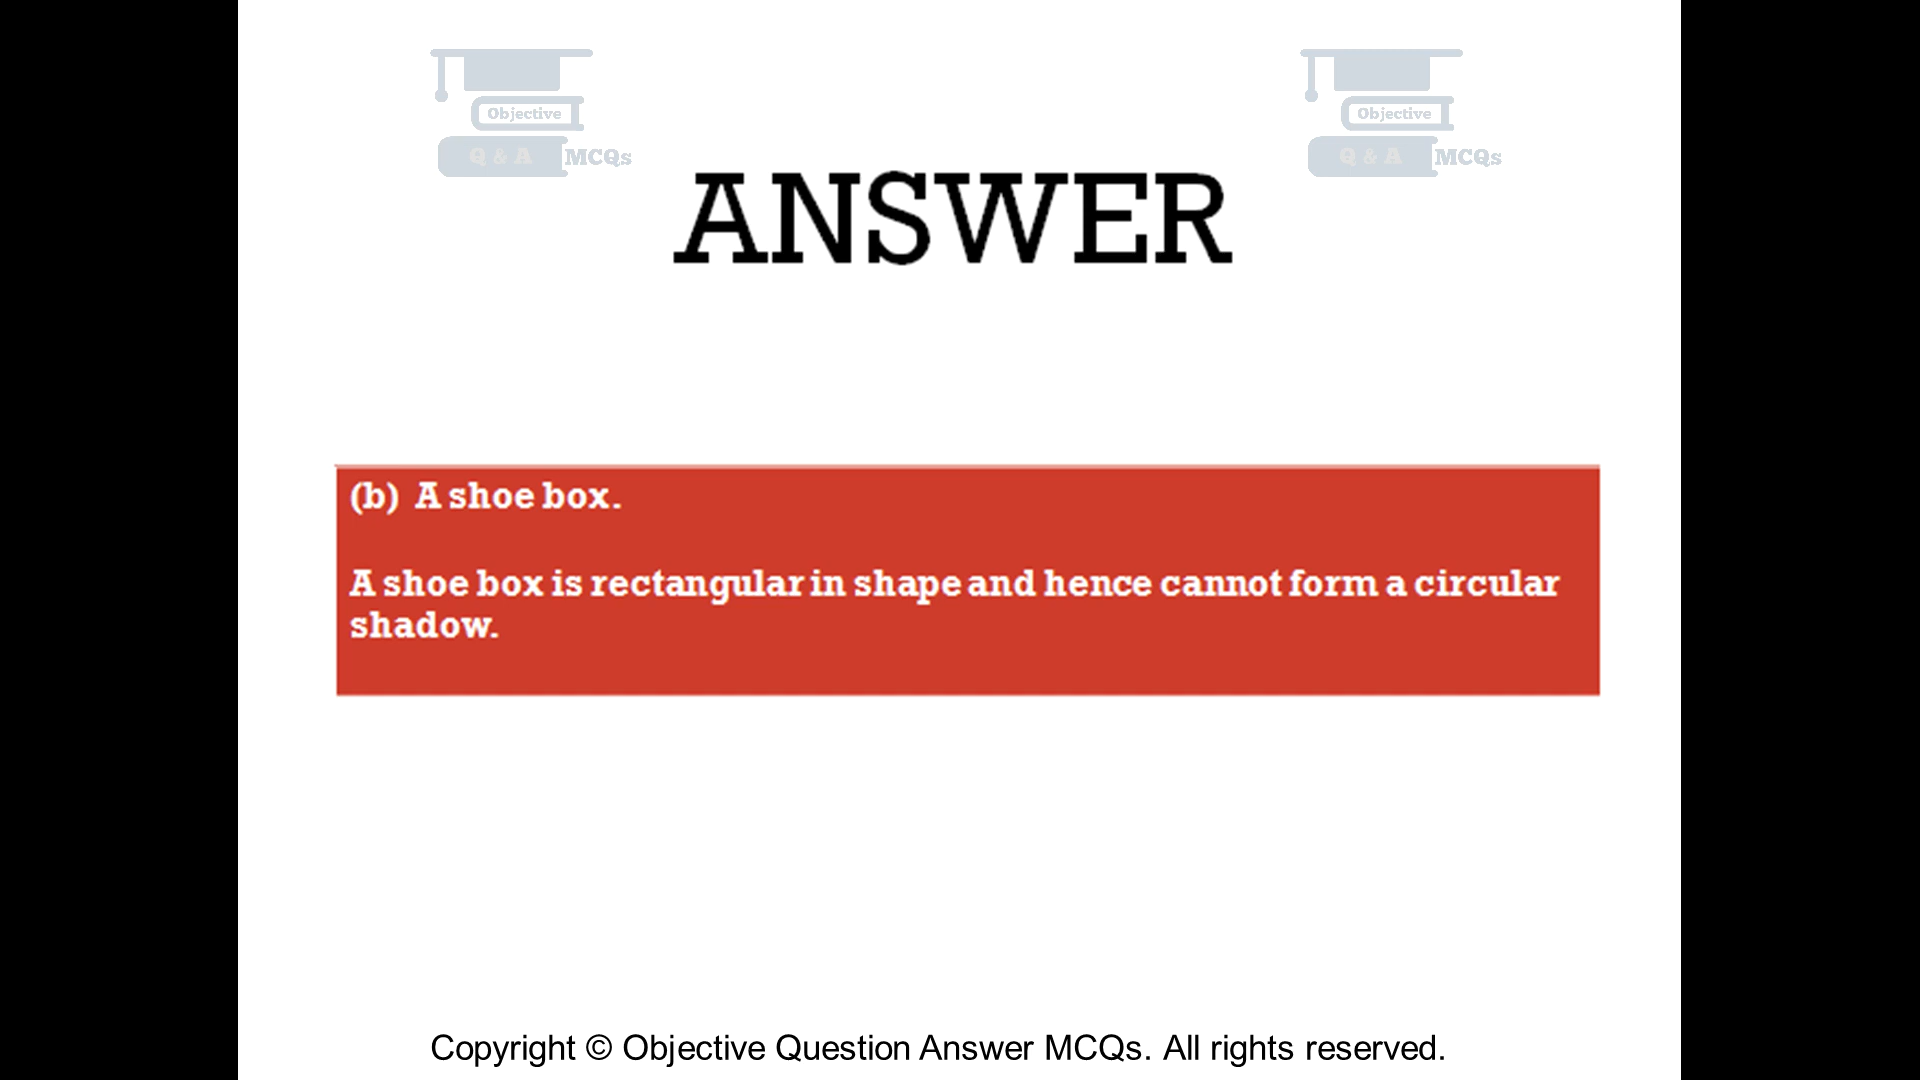 Objective
Q & A MCQs
Objective
Q & A MCQs
ANSWER
(b) A shoe box.
A shoe box is rectangular in shape and hence cannot form a circular
shadow.
Copyright © Objective Question Answer MCQs. All rights reserved.